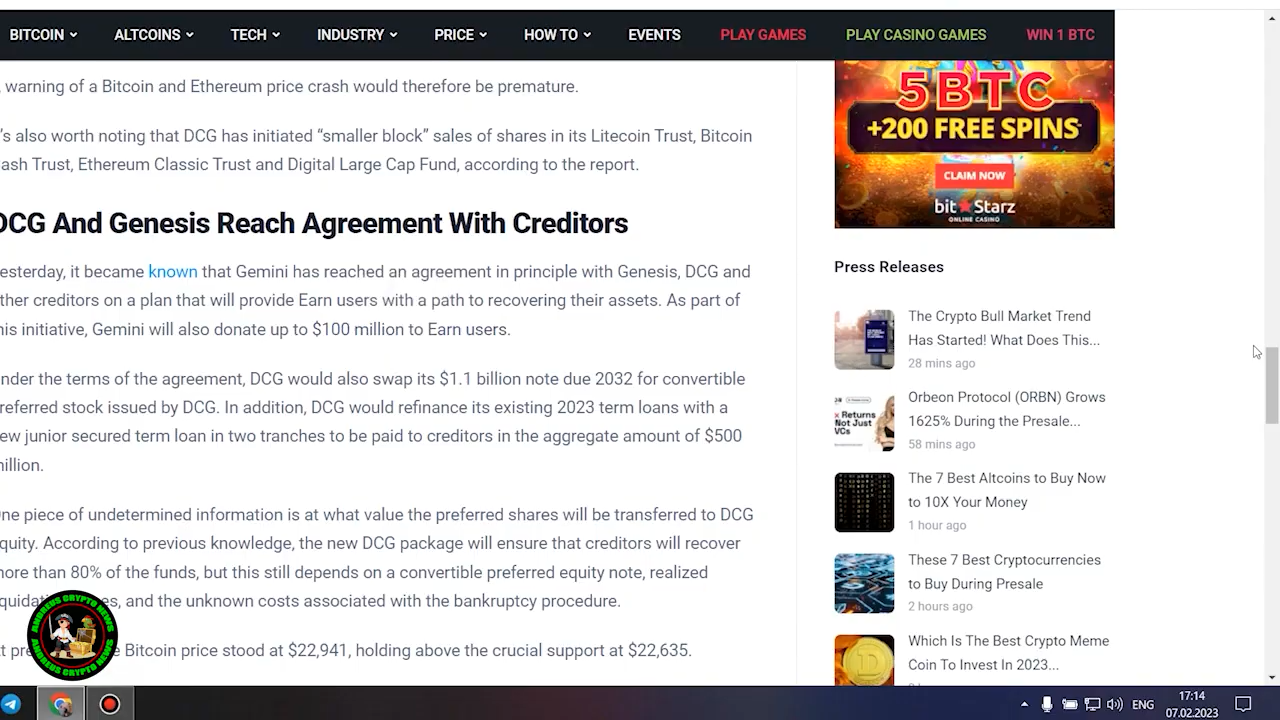 BITCOIN
ALTCOINS
TECH
INDUSTRY
PRICE
HOW TO
EVENTS
PLAY GAMES
PLAY CASINO GAMES
WIN 1 BTC
, warning of a Bitcoin and Ethereum price crash would therefore be premature.
's also worth noting that DCG has initiated “smaller block” sales of shares in its Litecoin Trust, Bitcoin
ash Trust, Ethereum Classic Trust and Digital Large Cap Fund, according to the report.
DCG And Genesis Reach Agreement With Creditors
esterday, it became known that Gemini has reached an agreement in principle with Genesis, DCG and
ther creditors on a plan that will provide Earn users with a path to recovering their assets. As part of
his initiative, Gemini will also donate up to $100 million to Earn users.
nder the terms of the agreement, DCG would also swap its $1.1 billion note due 2032 for convertible
referred stock issued by DCG. In addition, DCG would refinance its existing 2023 term loans with a
ew junior secured term loan in two tranches to be paid to creditors in the aggregate amount of $500
illion.
ne piece of undetermined information is at what value the preferred shares will be transferred to DCG
quity. According to previous knowledge, the new DCG package will ensure that creditors will recover
ore than 80% of the funds, but this still depends on a convertible preferred equity note, realized
es, and the unknown costs associated with the bankruptcy procedure.
Bitcoin price stood at $22,941, holding above the crucial support at $22,635.
5BTC
+200 FREE SPINS
CLAIM NOW
bitStarz
ONLINE CASINO
Press Releases
The Crypto Bull Market Trend
Has Started! What Does This...
28 mins ago
Returns
Not Just
VCs
Orbeon Protocol (ORBN) Grows
1625% During the Presale...
58 mins ago
The 7 Best Altcoins to Buy Now
to 10X Your Money
1 hour ago
These 7 Best Cryptocurrencies
to Buy During Presale
2 hours ago
Which Is The Best Crypto Meme
Coin To Invest In 2023...
ANDREUS CRYPTO NEWS
ANDREUS CRYPTO NEWS
ENG
17:14
07.02.2023